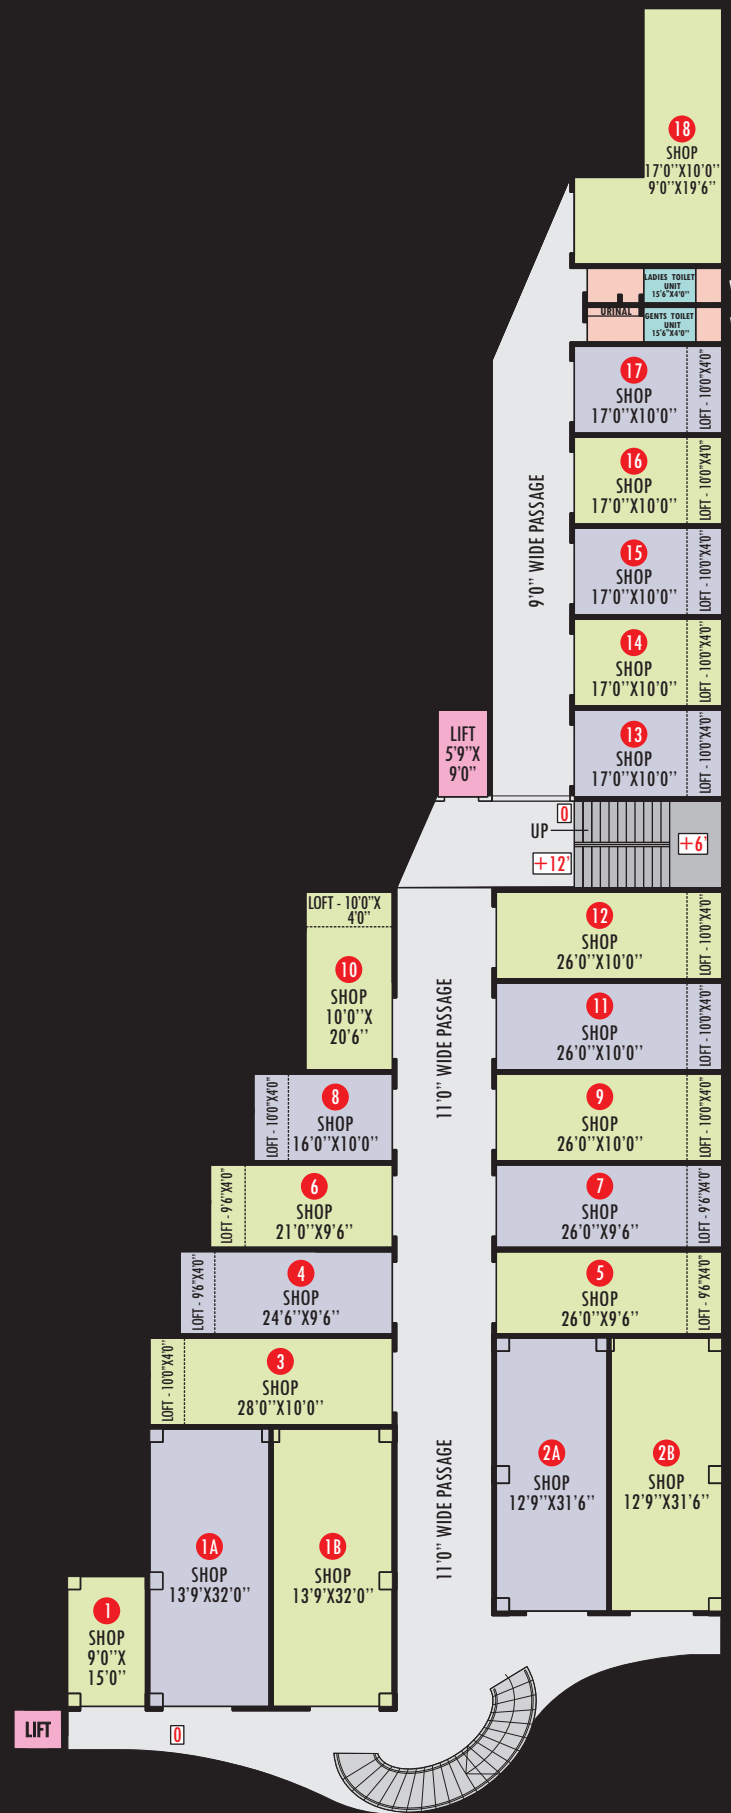 18
SHOP
17'0''X10'0''
9'0''X19'6''
LADIES TOILET
UNIT
15'6"X4'0"
URINAL
GENTS TOILET
UNIT
15'6"X4'0"
17
SHOP
17'0''X10'0''
LOFT - 10'0"X4'0"
16
SHOP
17'0''X10'0''
LOFT - 10'0"X4'0"
9'0'' WIDE PASSAGE
15
SHOP
17'0''X10'0''
LOFT - 10'0"X4'0"
14
SHOP
17'0''X10'0''
LOFT - 10'0"X4'0"
LIFT
5'9''X
9'0''
13
SHOP
17'0''X10'0''
LOFT - 10'0"X4'0"
0
UP
+6'
+12'
LOFT - 10'0''X
4'0''
10
SHOP
10'0''X
20'6''
11'0'' WIDE PASSAGE
12
SHOP
26'0''X10'0''
LOFT - 10'0"X4'0"
11
SHOP
26'0''X10'0''
LOFT - 10'0"X4'0"
LOFT - 10'0"X4'0"
8
SHOP
16'0''X10'0''
9
SHOP
26'0''X10'0''
LOFT - 10'0"X4'0"
LOFT - 9'6"X4'0"
6
SHOP
21'0''X9'6''
7
SHOP
26'0''X9'6''
LOFT - 9'6"X4'0"
LOFT - 9'6"X4'0"
4
SHOP
24'6''X9'6''
5
SHOP
26'0''X9'6''
LOFT - 9'6"X4'0"
LOFT - 10'0"X4'0"
3
SHOP
28'0''X10'0''
11'0'' WIDE PASSAGE
2A
SHOP
12'9''X31'6''
2B
SHOP
12'9''X31'6''
1A
SHOP
13'9'X32'0''
1B
SHOP
13'9'X32'0''
1
SHOP
9'0''X
15'0''
LIFT
0